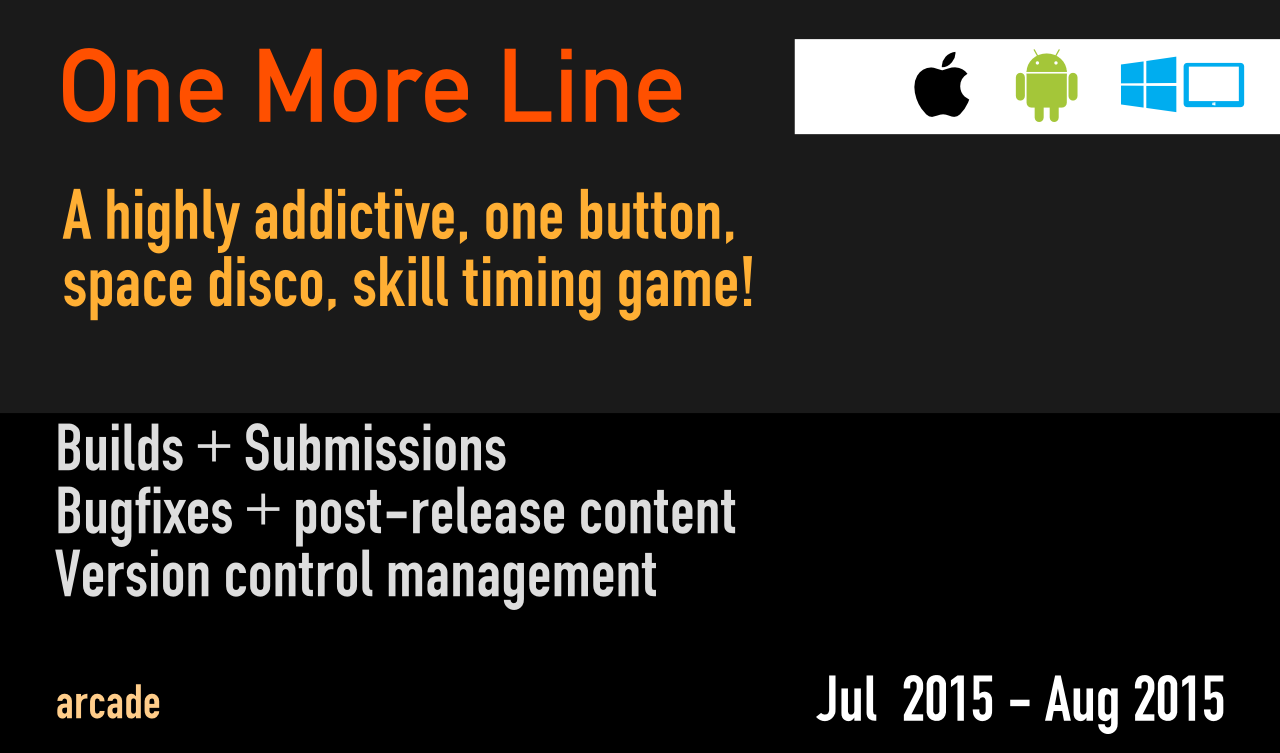 One More Line
A highly addictive, one button,
space disco, skill timing game!
Builds + Submissions
Bugfixes + post-release content
Version control management
arcade
Jul 2015 - Aug 2015